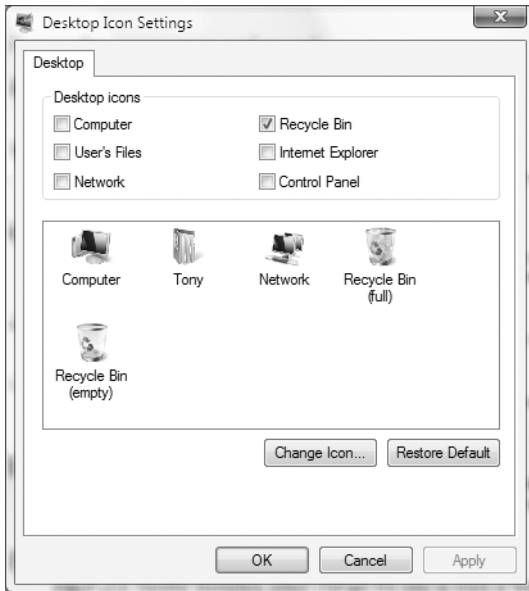 Desktop Icon Settings
Desktop
Desktop icons
Computer
Recycle Bin
User's Files
Internet Explorer
Network
Control Panel
Computer
Tony
Network
Recycle Bin
(full)
Recycle Bin
(empty)
Change Icon...
Restore Default
OK
Cancel
Apply